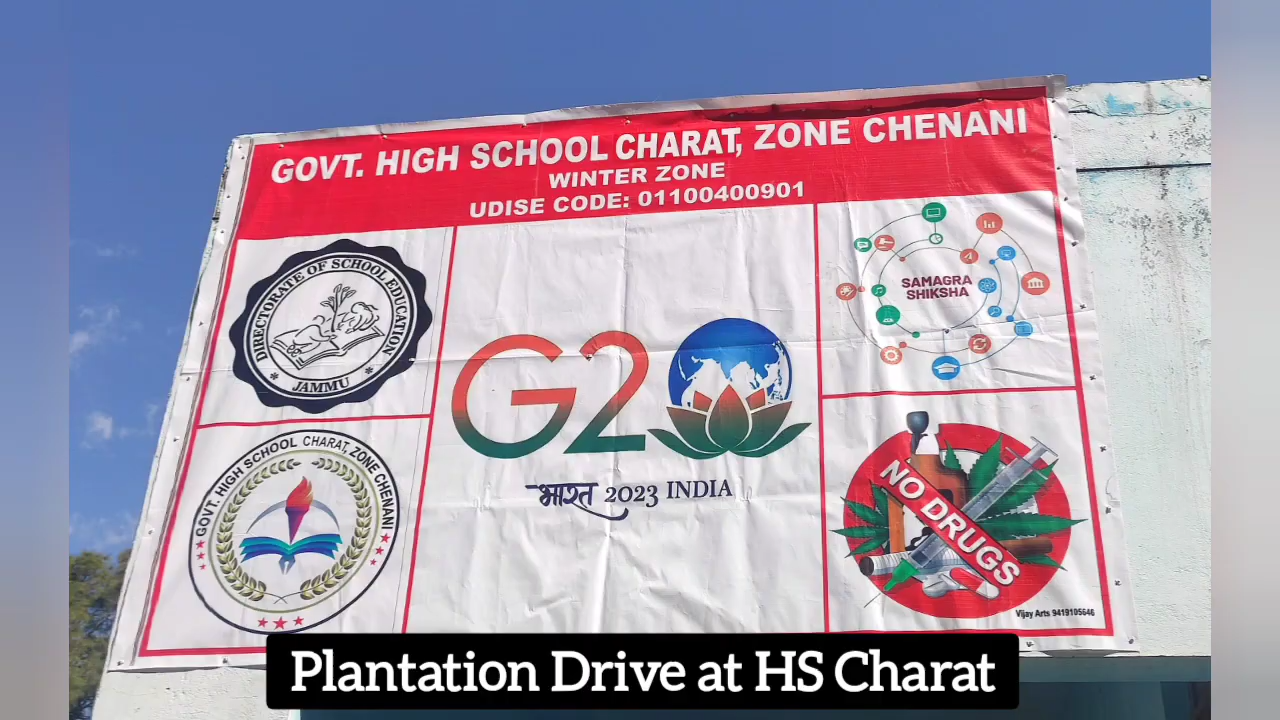 GOVT. HIGH SCHOOL CHARAT, ZONE CHENANI
WINTER ZONE
UDISE CODE: 01100400901
DIRECTORATE OF SCHOOL EDUCATION
* JAMMU *
SAMAGRA
SHIKSHA
G20
भारत 2023 INDIA
GOVT. HIGH SCHOOL CHARAT, ZONE CHENANI
NO DRUGS
Vijay Arts 9419105646
Plantation Drive at HS Charat